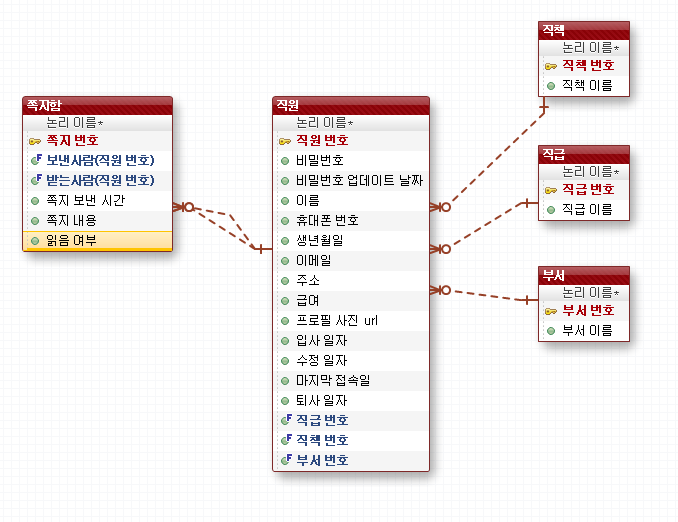 쪽지함
논리 이름*
쪽지 번호
보낸사람(직원 번호)
받는사람(직원 번호)
쪽지 보낸 시간
쪽지 내용
읽음 여부
직원
논리 이름*
직원 번호
비밀번호
비밀번호 업데이트 날짜
이름
휴대폰 번호
생년월일
이메일
주소
급여
프로필 사진 url
입사 일자
수정 일자
마지막 접속일
퇴사 일자
직급 번호
직책 번호
부서 번호
직책
논리 이름*
직책 번호
직책 이름
직급
논리 이름*
직급 번호
직급 이름
부서
논리 이름*
부서 번호
부서 이름